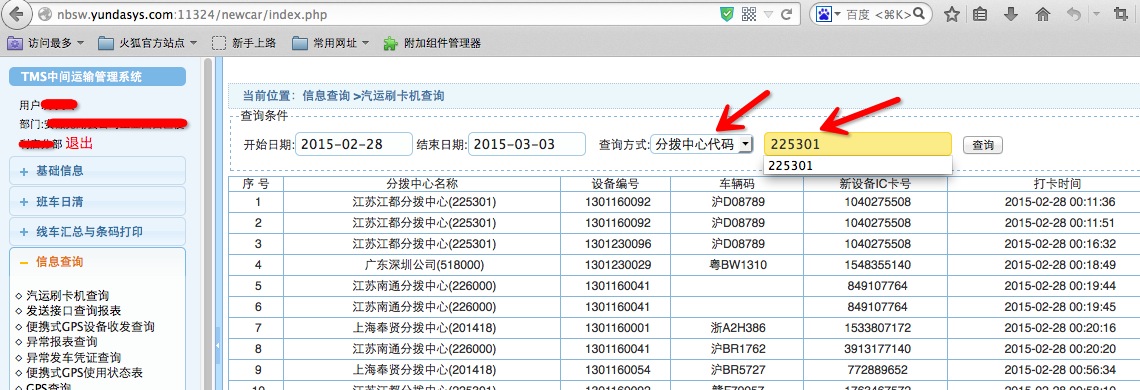 nbsw.yundasys.com:11324/newcar/index.php
百度 <⌘K>
访问最多 火狐官方站点 新手上路 常用网址 附加组件管理器
TMS中间运输管理系统
用户
部门:
部 退出
基础信息
班车日清
线车汇总与条码打印
信息查询
汽运刷卡机查询
发送接口查询报表
便携式GPS设备收发查询
异常报表查询
异常发车凭证查询
便携式GPS使用状态表
GPS查询
当前位置: 信息查询 >汽运刷卡机查询
查询条件
开始日期: 2015-02-28 结束日期: 2015-03-03 查询方式: 分拨中心代码 225301 查询
225301
序 号 分拨中心名称 设备编号 车辆码 新设备IC卡号 打卡时间
1 江苏江都分拨中心(225301) 1301160092 沪D08789 1040275508 2015-02-28 00:11:36
2 江苏江都分拨中心(225301) 1301160092 沪D08789 1040275508 2015-02-28 00:11:51
3 江苏江都分拨中心(225301) 1301230096 沪D08789 1040275508 2015-02-28 00:16:32
4 广东深圳公司(518000) 1301230029 粤BW1310 1548355140 2015-02-28 00:18:49
5 江苏南通分拨中心(226000) 1301160041 849107764 2015-02-28 00:19:44
6 江苏南通分拨中心(226000) 1301160041 849107764 2015-02-28 00:19:45
7 上海奉贤分拨中心(201418) 1301160001 浙A2H386 1533807172 2015-02-28 00:20:16
8 江苏南通分拨中心(226000) 1301160041 沪BR1762 3913177140 2015-02-28 00:20:20
9 上海奉贤分拨中心(201418) 1301160054 沪BR5727 772889652 2015-02-28 00:53:56